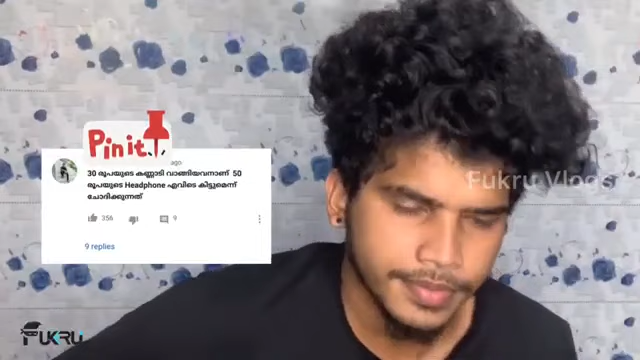 Pin it
ago
30 രൂപയുടെ കണ്ണാടി വാങ്ങിയവനാണ് 50
രൂപയുടെ Headphone എവിടെ കിട്ടുമെന്ന്
ചോദിക്കുന്നത്
356
9
9 replies
Fukru Vlogs
FUKRU